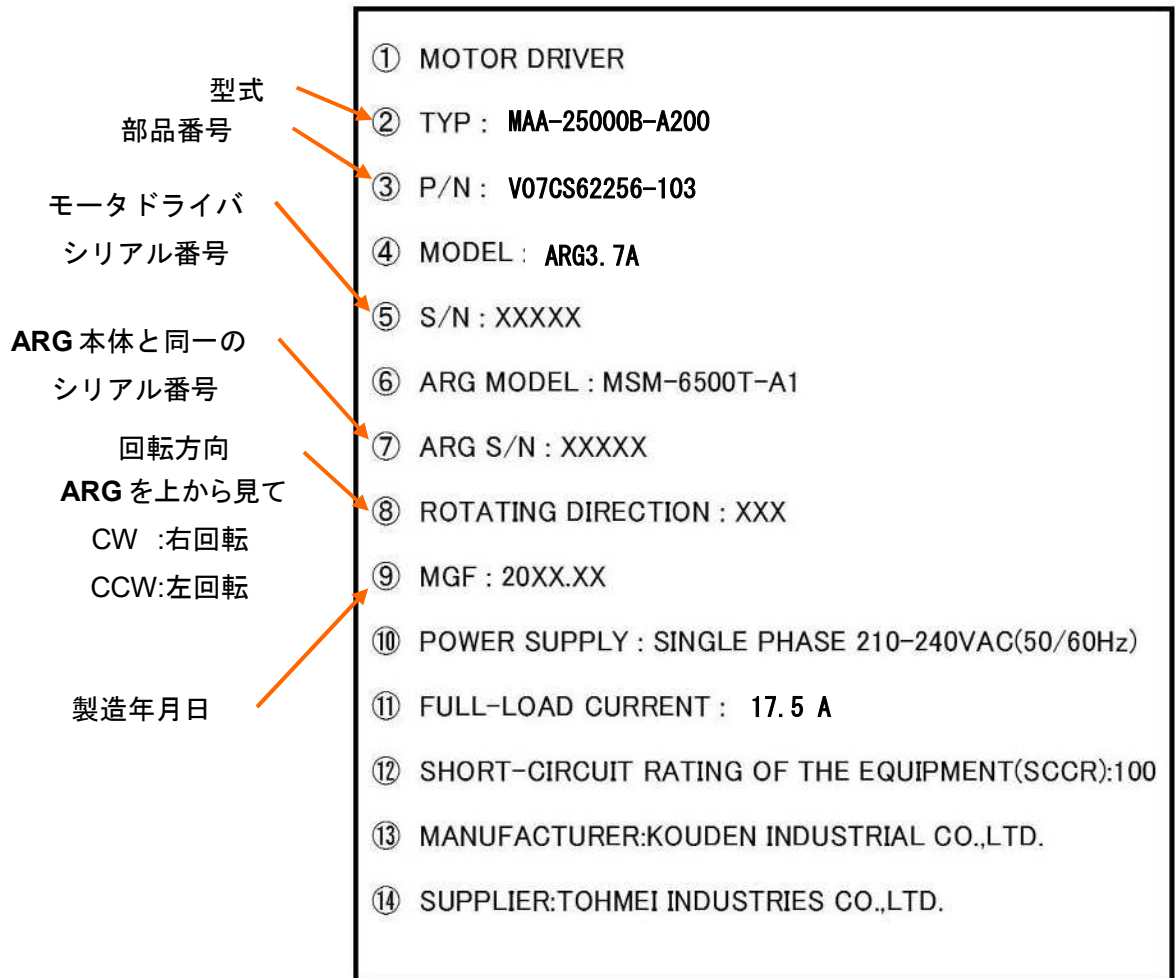 型式
部品番号
モータドライバ
シリアル番号
ARG 本体と同一の
シリアル番号
回転方向
ARG を上から見て
CW :右回転
CCW:左回転
製造年月日
① MOTOR DRIVER
② TYP : MAA-25000B-A200
③ P/N : V07CS62256-103
④ MODEL : ARG3.7A
⑤ S/N : XXXXX
⑥ ARG MODEL : MSM-6500T-A1
⑦ ARG S/N : XXXXX
⑧ ROTATING DIRECTION : XXX
⑨ MGF : 20XX.XX
⑩ POWER SUPPLY : SINGLE PHASE 210-240VAC(50/60Hz)
⑪ FULL-LOAD CURRENT : 17.5 A
⑫ SHORT-CIRCUIT RATING OF THE EQUIPMENT(SCCR):100
⑬ MANUFACTURER:KOUDEN INDUSTRIAL CO.,LTD.
⑭ SUPPLIER:TOHMEI INDUSTRIES CO.,LTD.